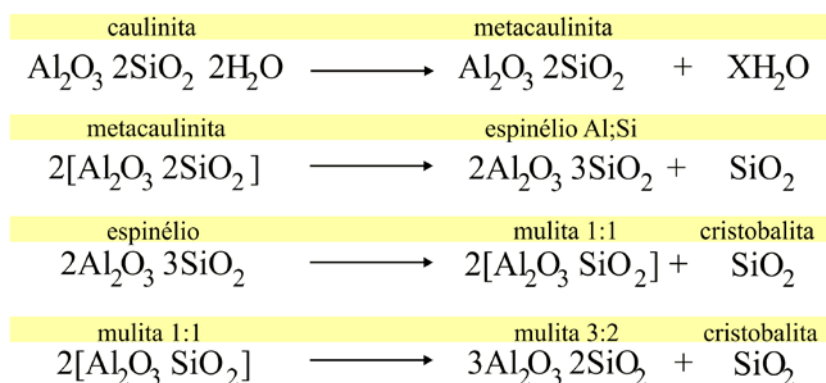 caulinita metacaulinita
Al₂O₃ 2SiO₂ 2H₂O ⟶ Al₂O₃ 2SiO₂ + XH₂O
metacaulinita espinélio Al;Si
2[Al₂O₃ 2SiO₂] ⟶ 2Al₂O₃ 3SiO₂ + SiO₂
espinélio mulita 1:1 cristobalita
2Al₂O₃ 3SiO₂ ⟶ 2[Al₂O₃ SiO₂] + SiO₂
mulita 1:1 mulita 3:2 cristobalita
2[Al₂O₃ SiO₂] ⟶ 3Al₂O₃ 2SiO₂ + SiO₂